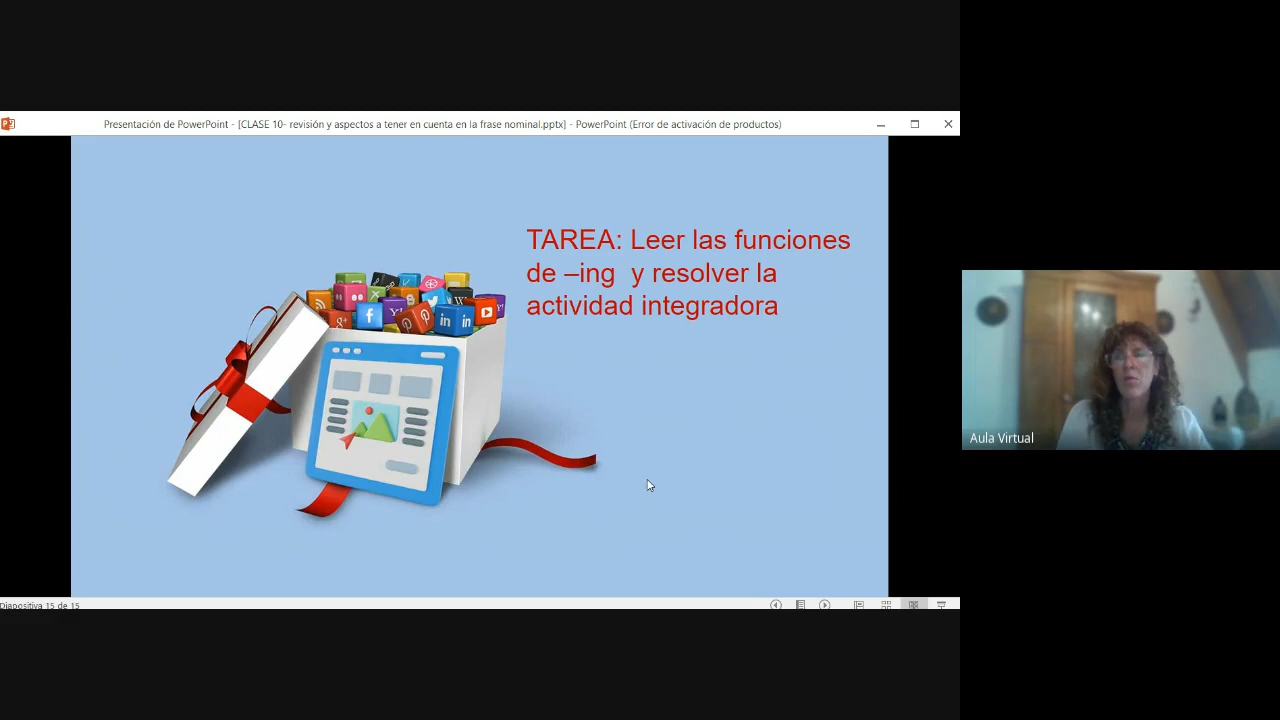 Presentación de PowerPoint - [CLASE 10- revisión y aspectos a tener en cuenta en la frase nominal.pptx] - PowerPoint (Error de activación de productos)
TAREA: Leer las funciones
de –ing y resolver la
actividad integradora
Aula Virtual
Diapositiva 15 de 15